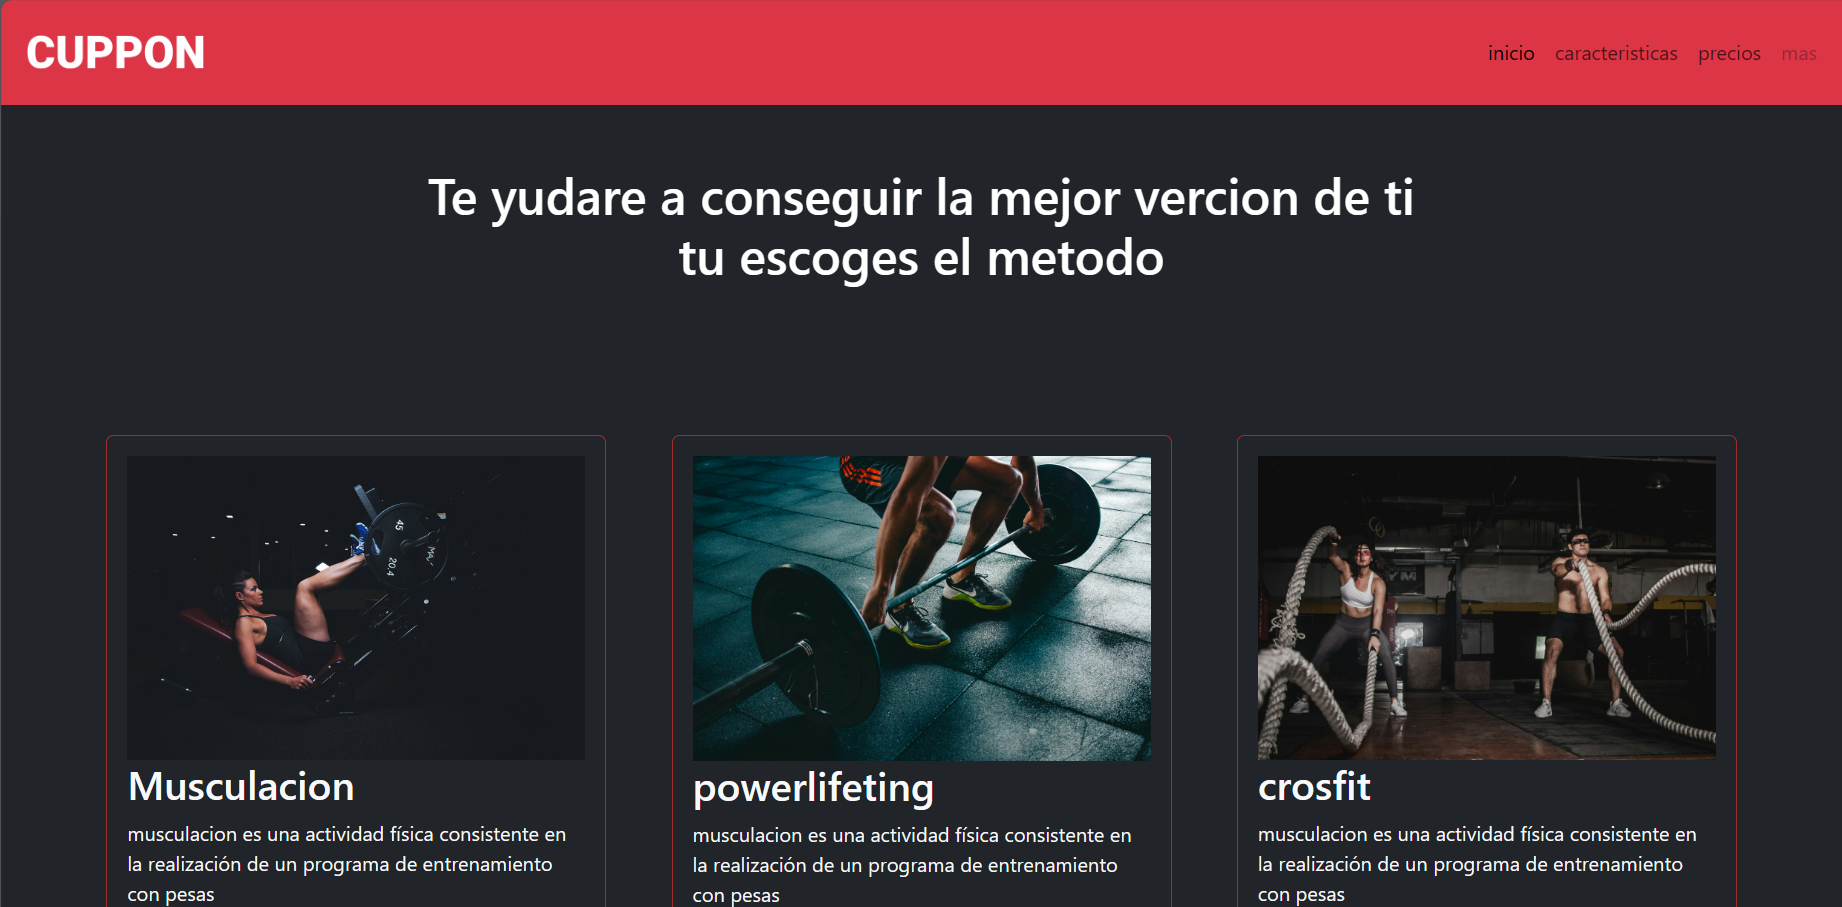 CUPPON
inicio caracteristicas precios mas
Te yudare a conseguir la mejor vercion de ti
tu escoges el metodo
45
20.4
Musculacion
musculacion es una actividad física consistente en
la realización de un programa de entrenamiento
con pesas
powerlifeting
musculacion es una actividad física consistente en
la realización de un programa de entrenamiento
con pesas
crosfit
musculacion es una actividad física consistente en
la realización de un programa de entrenamiento
con pesas